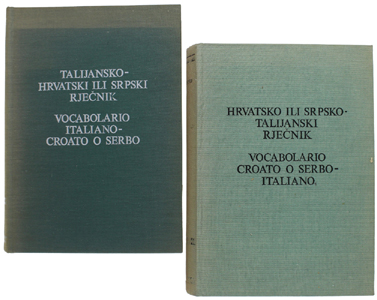 TALIJANSKO-
HRVATSKI ILI SRPSKI
RJEČNIK
VOCABOLARIO
ITALIANO-
CROATO O SERBO
HRVATSKO ILI SRPSKO-
TALIJANSKI
RJEČNIK
VOCABOLARIO
CROATO O SERBO-
ITALIANO